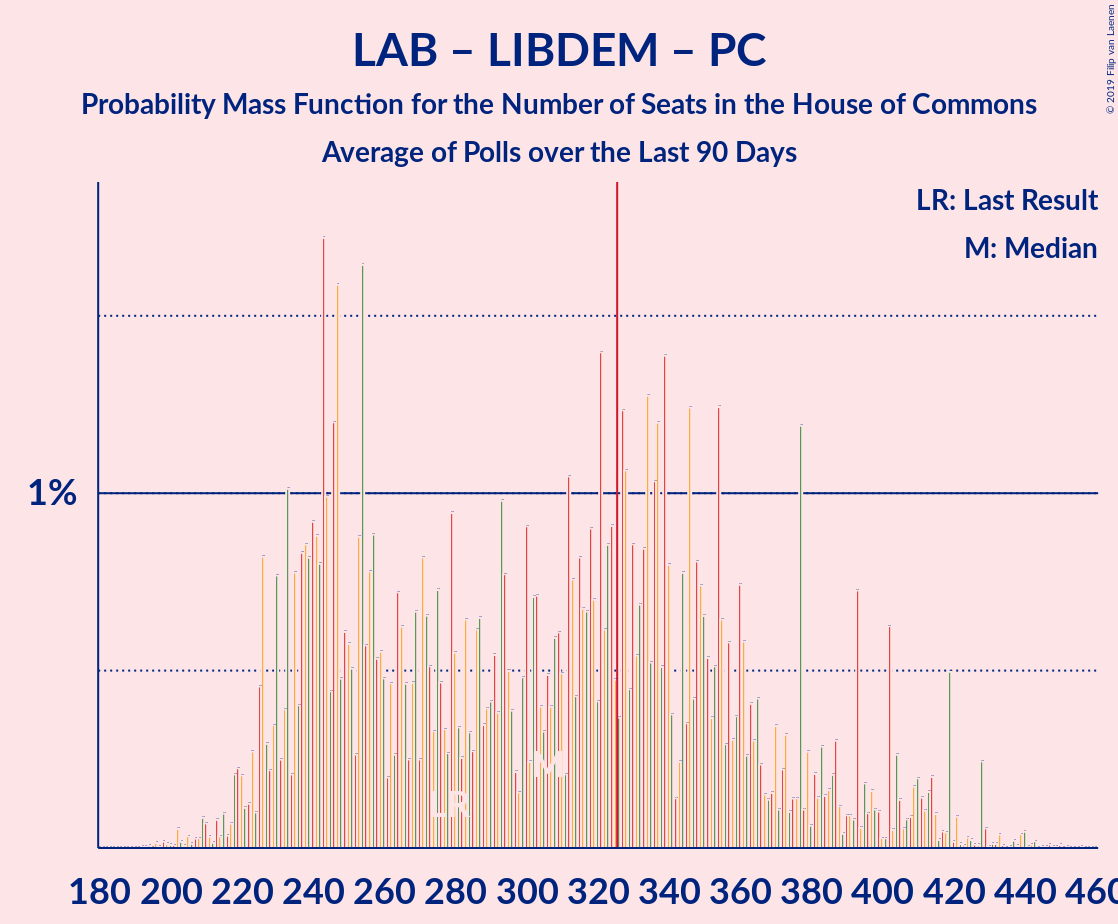 LAB – LIBDEM – PC
Probability Mass Function for the Number of Seats in the House of Commons
Average of Polls over the Last 90 Days
© 2019 Filip van Laenen
LR: Last Result
M: Median
1%
M
LR
180 200 220 240 260 280 300 320 340 360 380 400 420 440 460